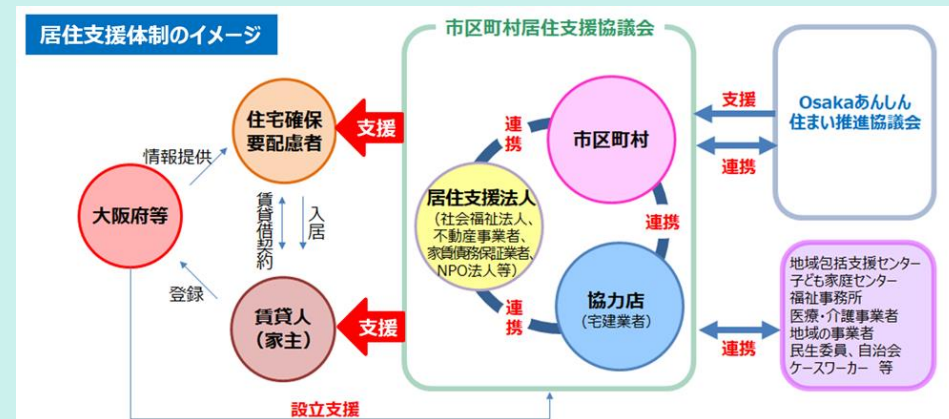 居住支援体制のイメージ
市区町村居住支援協議会
住宅確保
要配慮者
支援
情報提供
大阪府等
賃貸借契約
入居
登録
賃貸人
（家主）
支援
連携
市区町村
居住支援法人
（社会福祉法人、
不動産事業者、
家賃債務保証業者、
NPO法人等）
連携
連携
協力店
（宅建業者）
支援
連携
Osakaあんしん
住まい推進協議会
連携
地域包括支援センター
子ども家庭センター
福祉事務所
医療・介護事業者
地域の事業者
民生委員、自治会
ケースワーカー 等
設立支援